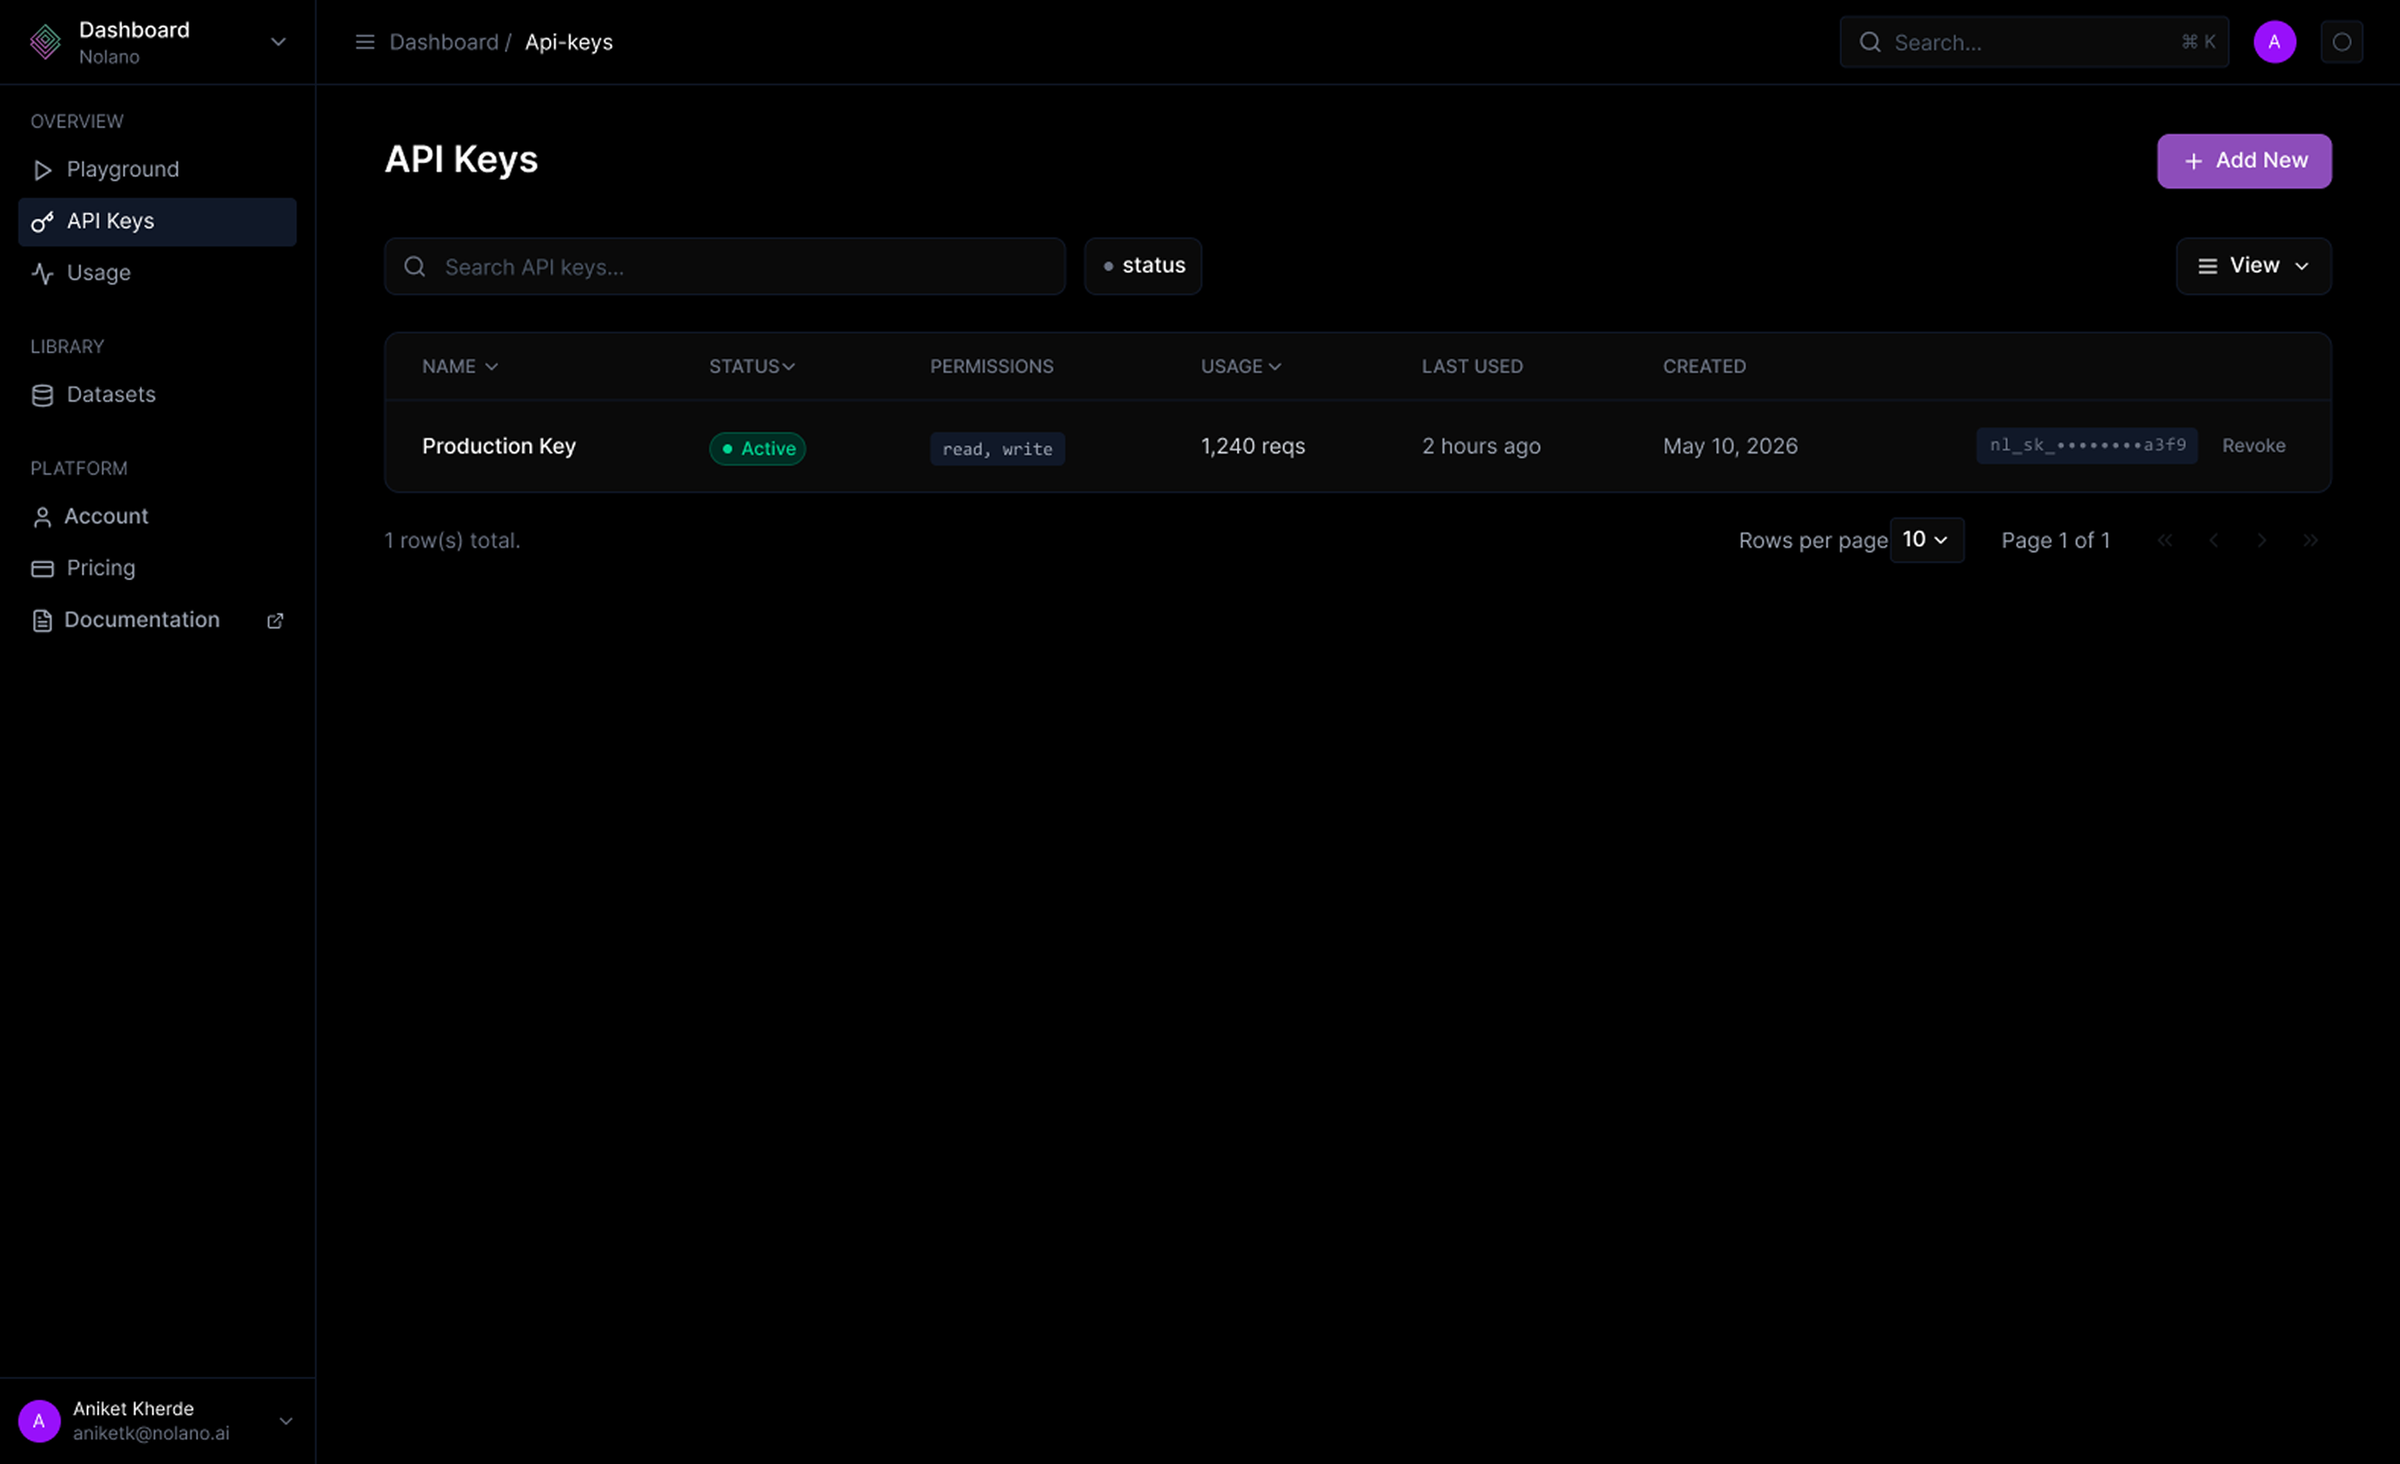 Dashboard
Nolano
Dashboard / Api-keys
Search...
⌘ K
A
OVERVIEW
Playground
API Keys
Usage
LIBRARY
Datasets
PLATFORM
Account
Pricing
Documentation
API Keys
+ Add New
Search API keys...
status
View
NAME STATUS PERMISSIONS USAGE LAST USED CREATED
Production Key Active read, write 1,240 reqs 2 hours ago May 10, 2026 nl_sk_••••••••a3f9 Revoke
1 row(s) total.
Rows per page 10 Page 1 of 1 « ‹ › »
A
Aniket Kherde
aniketk@nolano.ai